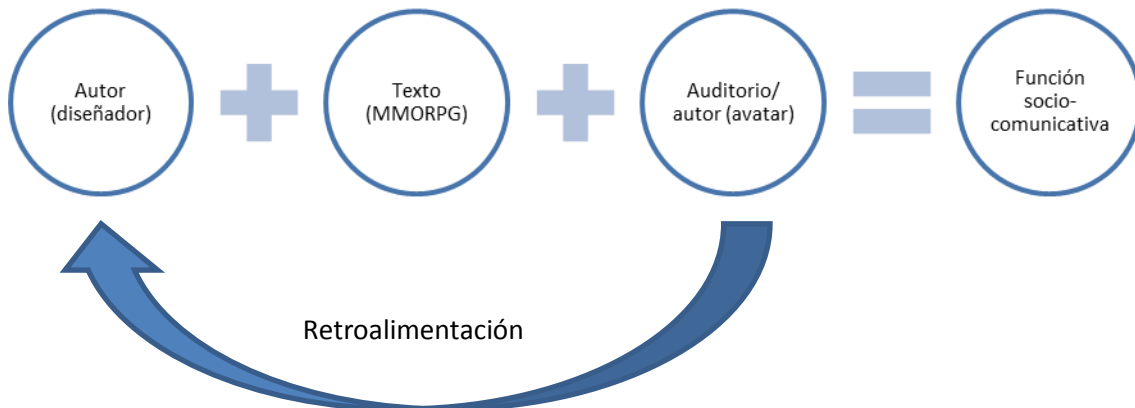 Autor
(diseñador)
Texto
(MMORPG)
Auditorio/
autor (avatar)
Función
socio-
comunicativa
Retroalimentación